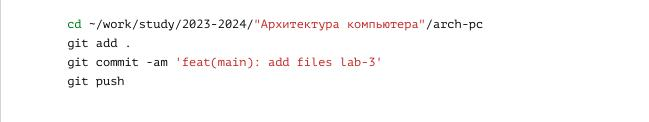 cd ~/work/study/2023-2024/"Архитектура компьютера"/arch-pc
git add .
git commit -am 'feat(main): add files lab-3'
git push